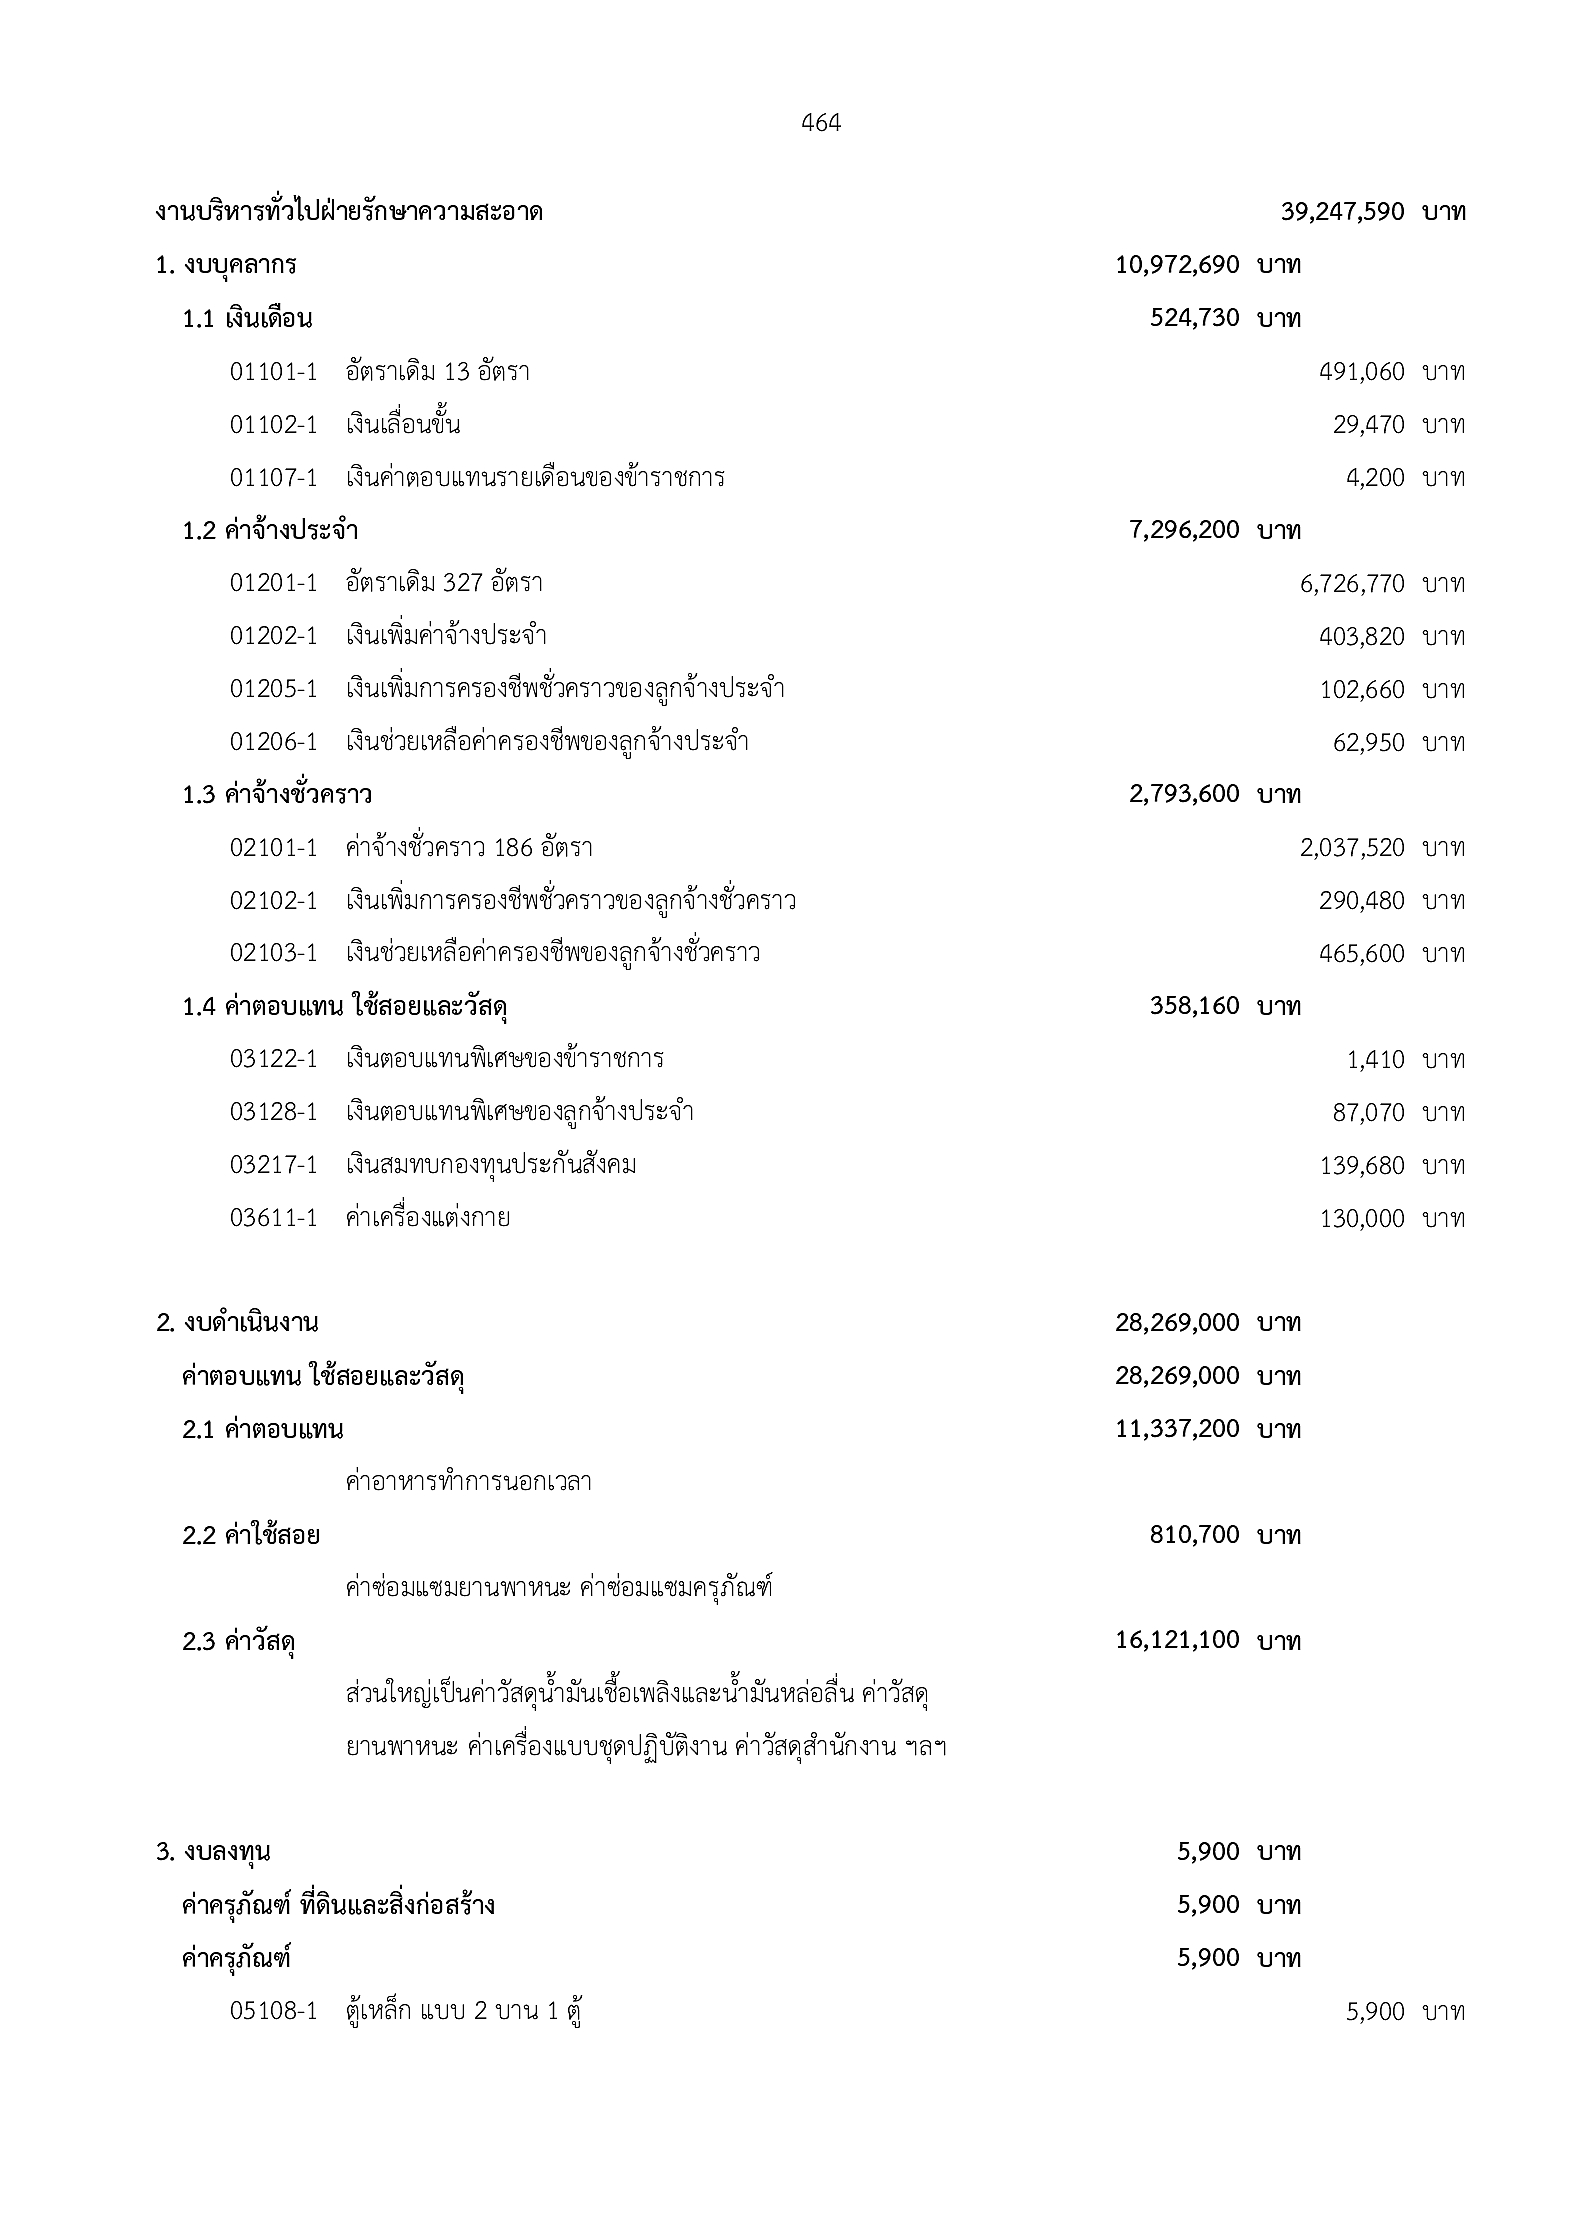 464
งานบริหารทั่วไปฝ่ายรักษาความสะอาด 39,247,590 บาท
1. งบบุคลากร 10,972,690 บาท
1.1 เงินเดือน 524,730 บาท
01101-1 อัตราเดิม 13 อัตรา 491,060 บาท
01102-1 เงินเลื่อนขั้น 29,470 บาท
01107-1 เงินค่าตอบแทนรายเดือนของข้าราชการ 4,200 บาท
1.2 ค่าจ้างประจำ 7,296,200 บาท
01201-1 อัตราเดิม 327 อัตรา 6,726,770 บาท
01202-1 เงินเพิ่มค่าจ้างประจำ 403,820 บาท
01205-1 เงินเพิ่มการครองชีพชั่วคราวของลูกจ้างประจำ 102,660 บาท
01206-1 เงินช่วยเหลือค่าครองชีพของลูกจ้างประจำ 62,950 บาท
1.3 ค่าจ้างชั่วคราว 2,793,600 บาท
02101-1 ค่าจ้างชั่วคราว 186 อัตรา 2,037,520 บาท
02102-1 เงินเพิ่มการครองชีพชั่วคราวของลูกจ้างชั่วคราว 290,480 บาท
02103-1 เงินช่วยเหลือค่าครองชีพของลูกจ้างชั่วคราว 465,600 บาท
1.4 ค่าตอบแทน ใช้สอยและวัสดุ 358,160 บาท
03122-1 เงินตอบแทนพิเศษของข้าราชการ 1,410 บาท
03128-1 เงินตอบแทนพิเศษของลูกจ้างประจำ 87,070 บาท
03217-1 เงินสมทบกองทุนประกันสังคม 139,680 บาท
03611-1 ค่าเครื่องแต่งกาย 130,000 บาท
2. งบดำเนินงาน 28,269,000 บาท
ค่าตอบแทน ใช้สอยและวัสดุ 28,269,000 บาท
2.1 ค่าตอบแทน 11,337,200 บาท
ค่าอาหารทำการนอกเวลา
2.2 ค่าใช้สอย 810,700 บาท
ค่าซ่อมแซมยานพาหนะ ค่าซ่อมแซมครุภัณฑ์
2.3 ค่าวัสดุ 16,121,100 บาท
ส่วนใหญ่เป็นค่าวัสดุน้ำมันเชื้อเพลิงและน้ำมันหล่อลื่น ค่าวัสดุ
ยานพาหนะ ค่าเครื่องแบบชุดปฏิบัติงาน ค่าวัสดุสำนักงาน ฯลฯ
3. งบลงทุน 5,900 บาท
ค่าครุภัณฑ์ ที่ดินและสิ่งก่อสร้าง 5,900 บาท
ค่าครุภัณฑ์ 5,900 บาท
05108-1 ตู้เหล็ก แบบ 2 บาน 1 ตู้ 5,900 บาท